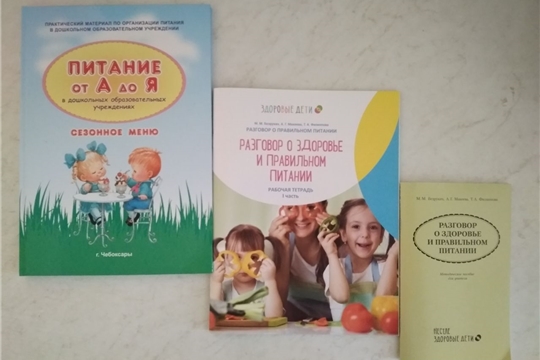 ПРАКТИЧЕСКИЙ МАТЕРИАЛ ПО ОРГАНИЗАЦИИ ПИТАНИЯ
В ДОШКОЛЬНОМ ОБРАЗОВАТЕЛЬНОМ УЧРЕЖДЕНИИ
ПИТАНИЕ
от А до Я
в дошкольных образовательных
учреждениях
СЕЗОННОЕ МЕНЮ
г. Чебоксары
ЗДОРОВЫЕ ДЕТИ
РАЗГОВОР О ПРАВИЛЬНОМ ПИТАНИИ
РАЗГОВОР О ЗДОРОВЬЕ
И ПРАВИЛЬНОМ
ПИТАНИИ
РАБОЧАЯ ТЕТРАДЬ
РАЗГОВОР
О ЗДОРОВЬЕ
И ПРАВИЛЬНОМ
ПИТАНИИ
ЗДОРОВЫЕ ДЕТИ